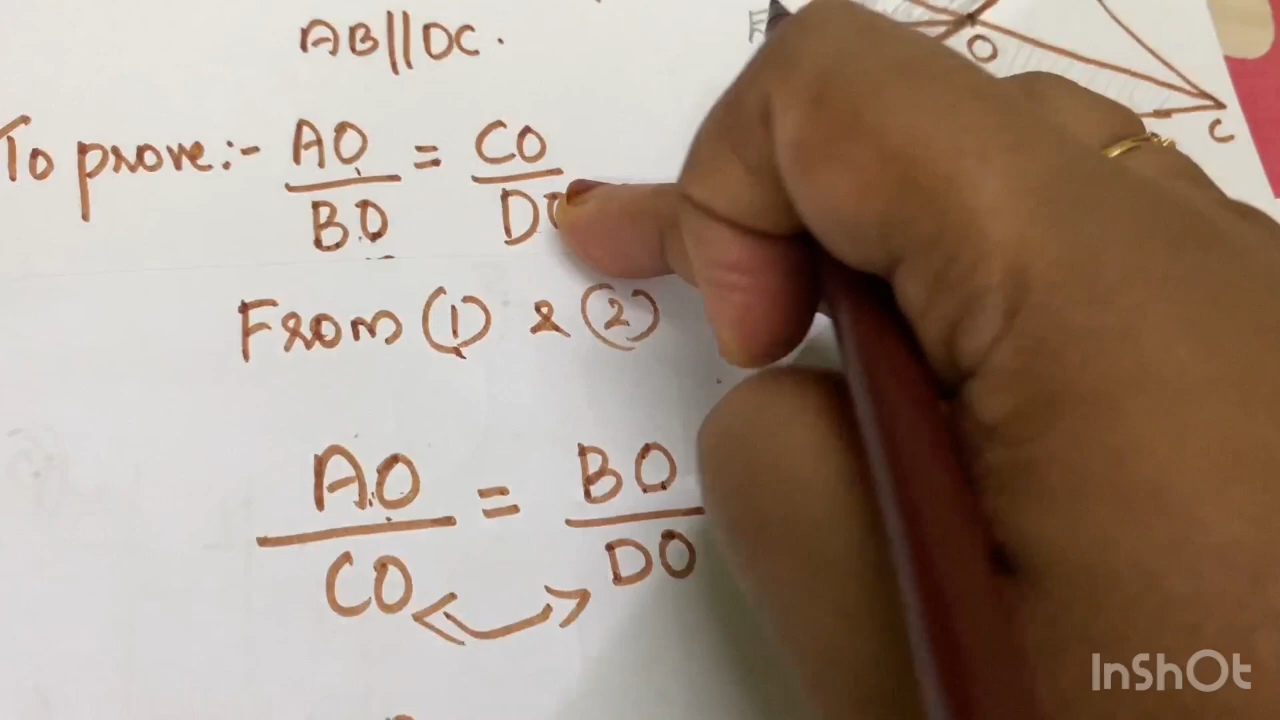 AB||DC.
E
O
C
To prove:- AO/BO = CO/DO
From (1) & (2)
AO/CO = BO/DO
InShOt